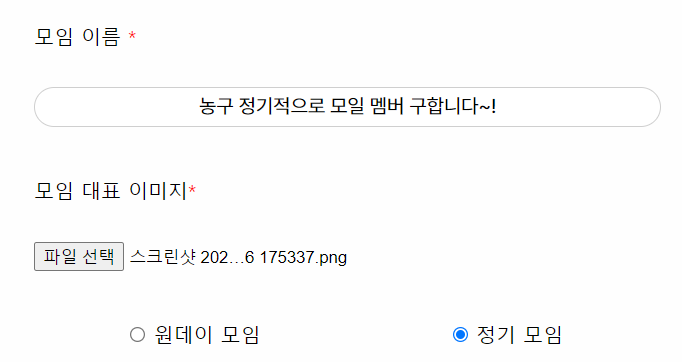 모임 이름 *
농구 정기적으로 모일 멤버 구합니다~!
모임 대표 이미지*
파일 선택 스크린샷 202...6 175337.png
원데이 모임 정기 모임